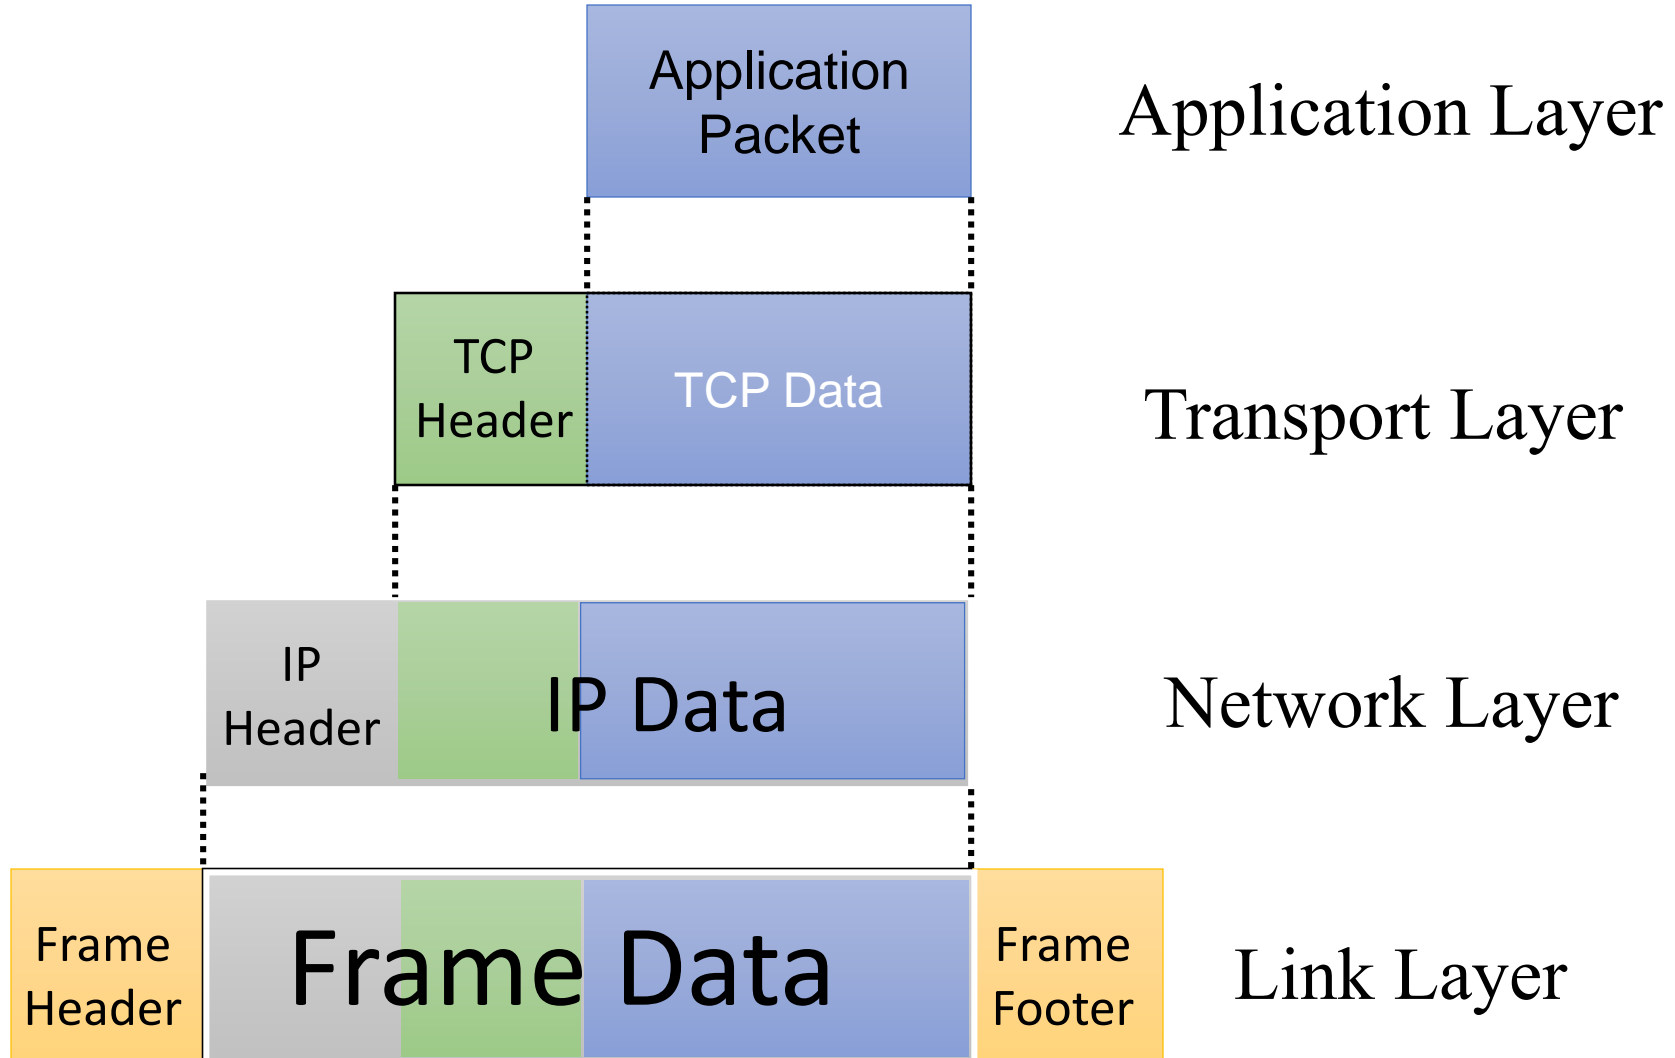 Application
Packet
Application Layer
TCP
Header
TCP Data
Transport Layer
IP
Header
IP Data
Network Layer
Frame
Header
Frame Data
Frame
Footer
Link Layer